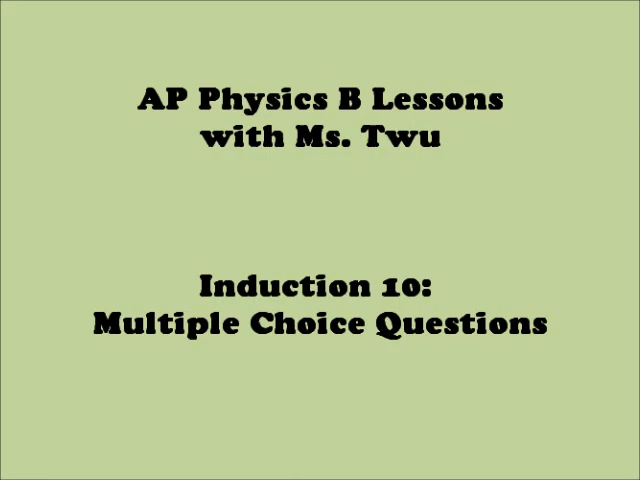 AP Physics B Lessons
with Ms. Twu
Induction 10:
Multiple Choice Questions